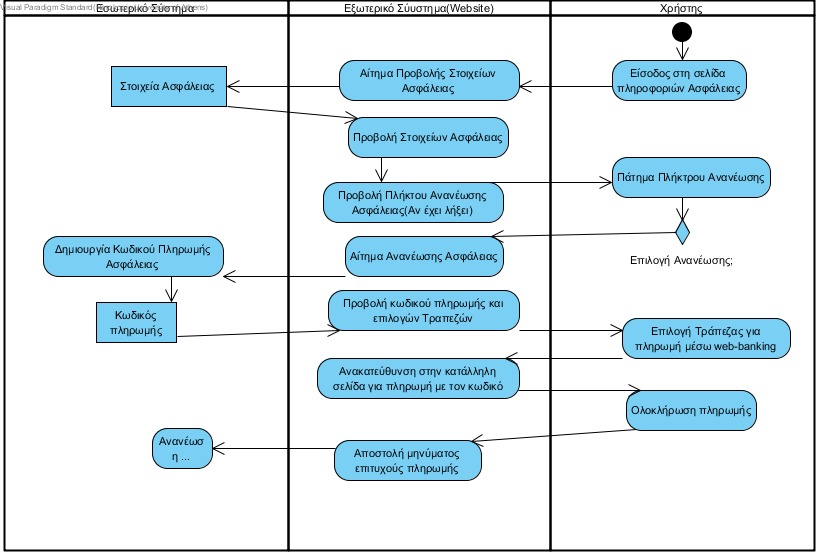 Visual Paradigm Standard(
Εσωτερικό Σύστημα
Εξωτερικό Σύυστημα(Website)
Χρήστης
Είσοδος στη σελίδα
πληροφοριών Ασφάλειας
Αίτημα Προβολής Στοιχείων
Ασφάλειας
Στοιχεία Ασφάλειας
Προβολή Στοιχείων Ασφάλειας
Προβολή Πλήκτου Ανανέωσης
Ασφάλειας(Αν έχει λήξει)
Πάτημα Πλήκτρου Ανανέωσης
Επιλογή Ανανέωσης;
Αίτημα Ανανέωσης Ασφάλειας
Δημιουργία Κωδικού Πληρωμής
Ασφάλειας
Κωδικός
πληρωμής
Προβολή κωδικού πληρωμής και
επιλογών Τραπεζών
Επιλογή Τράπεζας για
πληρωμή μέσω web-banking
Ανακατεύθυνση στην κατάλληλη
σελίδα για πληρωμή με τον κωδικό
Ολοκλήρωση πληρωμής
Αποστολή μηνύματος
επιτυχούς πληρωμής
Ανανέωσ
η ...